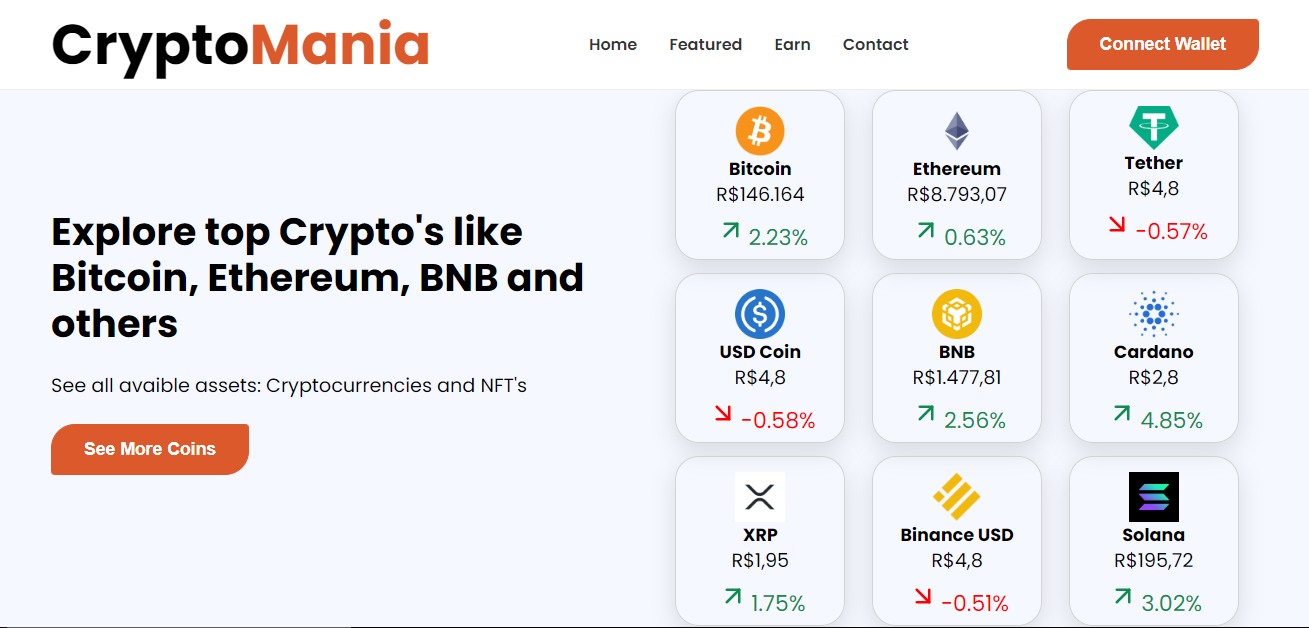 CryptoMania
Home
Featured
Earn
Contact
Connect Wallet
Explore top Crypto's like
Bitcoin, Ethereum, BNB and
others
See all avaible assets: Cryptocurrencies and NFT's
See More Coins
Bitcoin
R$146.164
2.23%
Ethereum
R$8.793,07
0.63%
Tether
R$4,8
-0.57%
USD Coin
R$4,8
-0.58%
BNB
R$1.477,81
2.56%
Cardano
R$2,8
4.85%
XRP
R$1,95
1.75%
Binance USD
R$4,8
-0.51%
Solana
R$195,72
3.02%